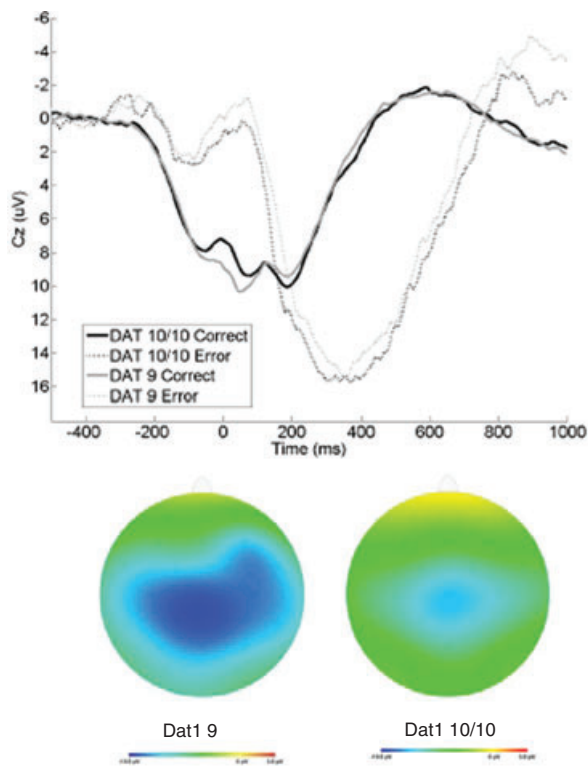 -6
-4
-2
0
2
4
6
8
10
12
14
16
Cz (uV)
DAT 10/10 Correct
DAT 10/10 Error
DAT 9 Correct
DAT 9 Error
-400 -200 0 200 400 600 800 1000
Time (ms)
Dat1 9 Dat1 10/10